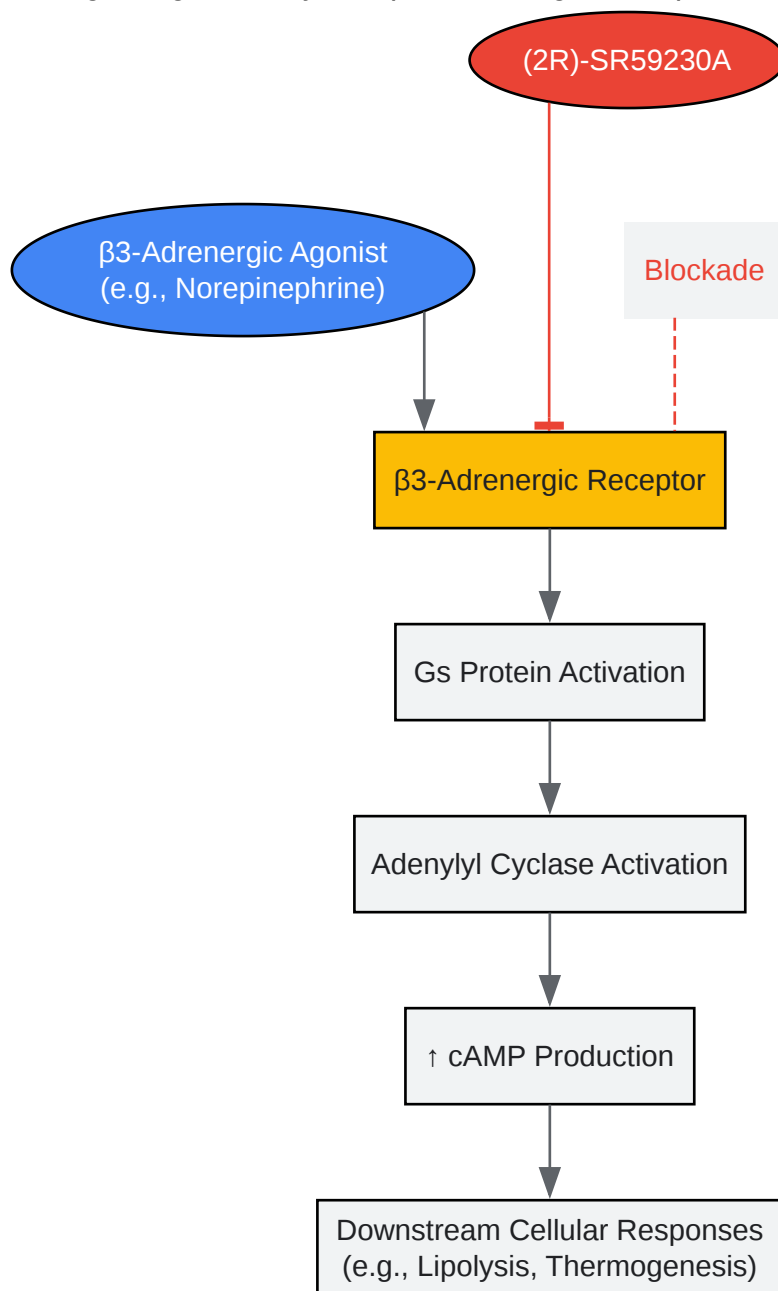 (2R)-SR59230A
β3-Adrenergic Agonist
(e.g., Norepinephrine)
Blockade
β3-Adrenergic Receptor
Gs Protein Activation
Adenylyl Cyclase Activation
↑ cAMP Production
Downstream Cellular Responses
(e.g., Lipolysis, Thermogenesis)